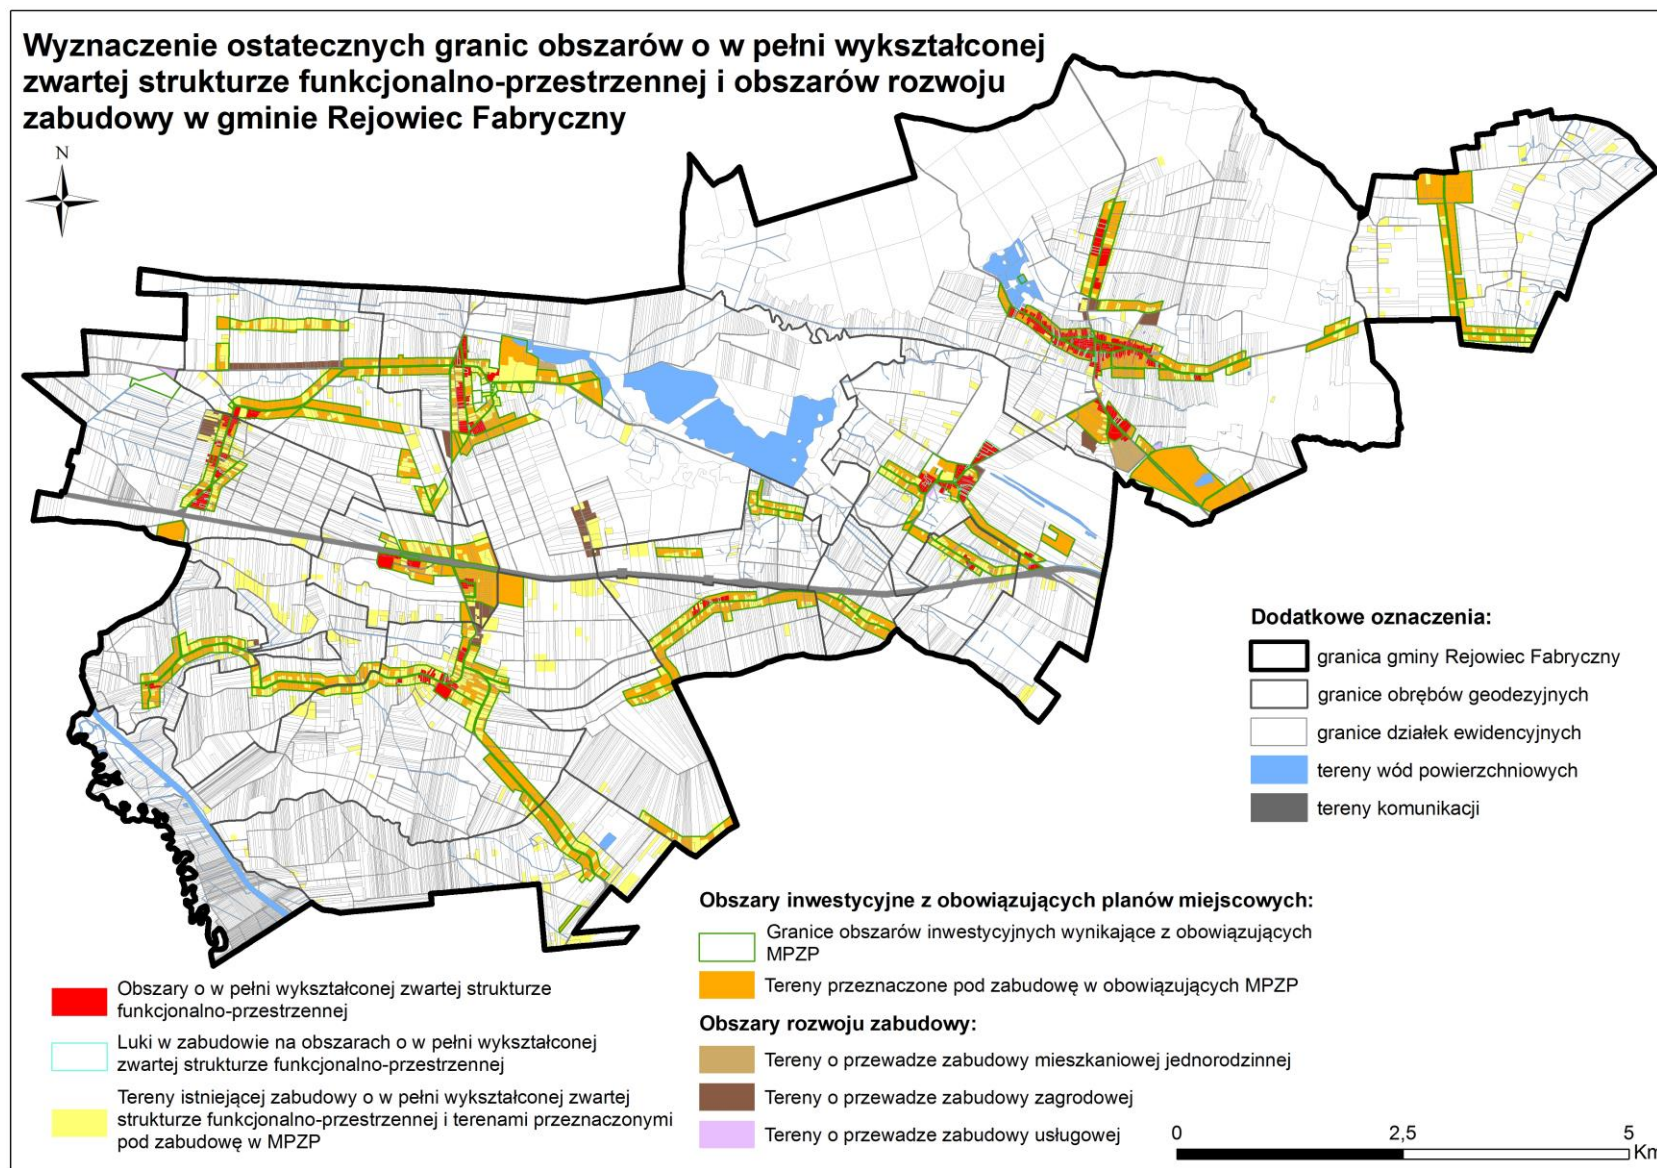 Wyznaczenie ostatecznych granic obszarów o w pełni wykształconej
zwartej strukturze funkcjonalno-przestrzennej i obszarów rozwoju
zabudowy w gminie Rejowiec Fabryczny
N
Dodatkowe oznaczenia:
granica gminy Rejowiec Fabryczny
granice obrębów geodezyjnych
granice działek ewidencyjnych
tereny wód powierzchniowych
tereny komunikacji
Obszary o w pełni wykształconej zwartej strukturze
funkcjonalno-przestrzennej
Luki w zabudowie na obszarach o w pełni wykształconej
zwartej strukturze funkcjonalno-przestrzennej
Tereny istniejącej zabudowy o w pełni wykształconej zwartej
strukturze funkcjonalno-przestrzennej i terenami przeznaczonymi
pod zabudowę w MPZP
Obszary inwestycyjne z obowiązujących planów miejscowych:
Granice obszarów inwestycyjnych wynikające z obowiązujących
MPZP
Tereny przeznaczone pod zabudowę w obowiązujących MPZP
Obszary rozwoju zabudowy:
Tereny o przewadze zabudowy mieszkaniowej jednorodzinnej
Tereny o przewadze zabudowy zagrodowej
Tereny o przewadze zabudowy usługowej
0 2,5 5
Km